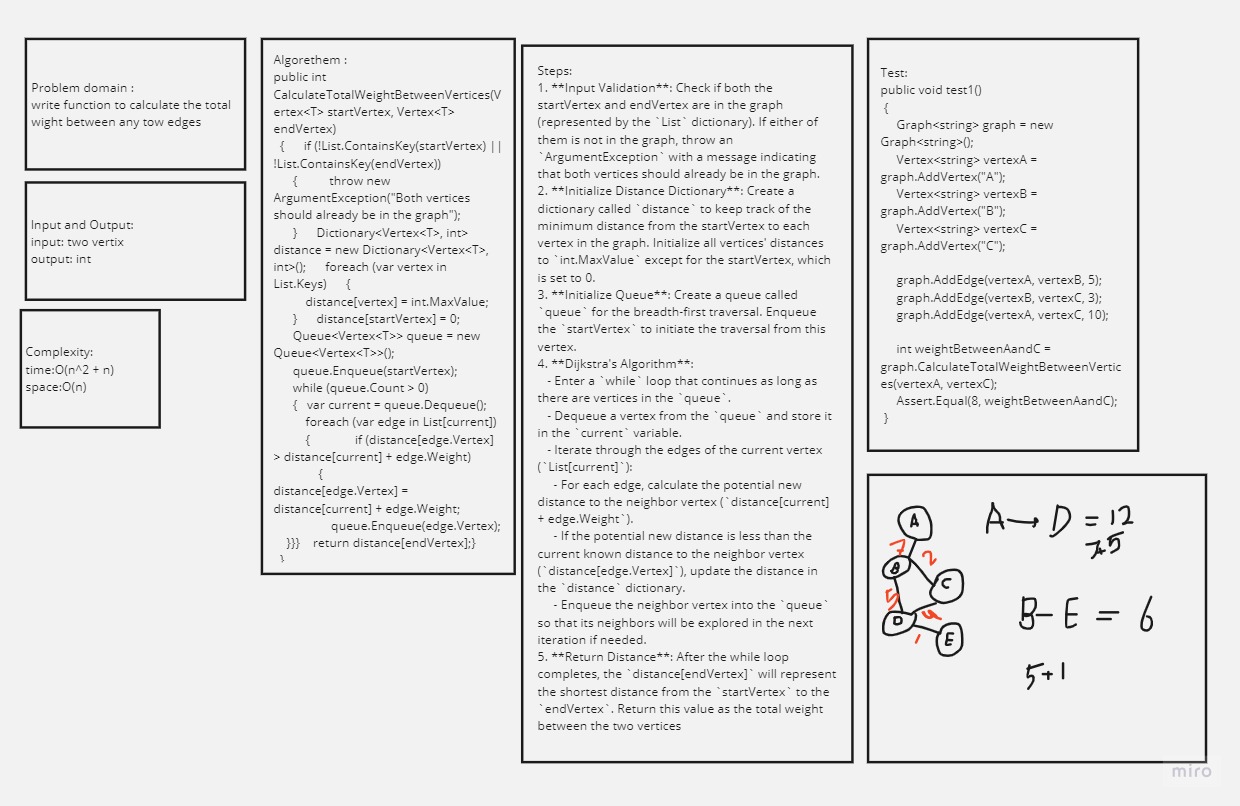 Problem domain :
write function to calculate the total
wight between any tow edges
Input and Output:
input: two vertix
output: int
Complexity:
time:O(n^2 + n)
space:O(n)
Algorethem :
public int
CalculateTotalWeightBetweenVertices(V
ertex<T> startVertex, Vertex<T>
endVertex)
{ if (!List.ContainsKey(startVertex) ||
!List.ContainsKey(endVertex))
{ throw new
ArgumentException("Both vertices
should already be in the graph");
} Dictionary<Vertex<T>, int>
distance = new Dictionary<Vertex<T>,
int>(); foreach (var vertex in
List.Keys) {
distance[vertex] = int.MaxValue;
} distance[startVertex] = 0;
Queue<Vertex<T>> queue = new
Queue<Vertex<T>>();
queue.Enqueue(startVertex);
while (queue.Count > 0)
{ var current = queue.Dequeue();
foreach (var edge in List[current])
{ if (distance[edge.Vertex]
> distance[current] + edge.Weight)
{
distance[edge.Vertex] =
distance[current] + edge.Weight;
queue.Enqueue(edge.Vertex);
}}} return distance[endVertex];}
}
Steps:
1. **Input Validation**: Check if both the
startVertex and endVertex are in the graph
(represented by the `List` dictionary). If either of
them is not in the graph, throw an
`ArgumentException` with a message indicating
that both vertices should already be in the graph.
2. **Initialize Distance Dictionary**: Create a
dictionary called `distance` to keep track of the
minimum distance from the startVertex to each
vertex in the graph. Initialize all vertices' distances
to `int.MaxValue` except for the startVertex, which
is set to 0.
3. **Initialize Queue**: Create a queue called
`queue` for the breadth-first traversal. Enqueue
the `startVertex` to initiate the traversal from this
vertex.
4. **Dijkstra's Algorithm**:
- Enter a `while` loop that continues as long as
there are vertices in the `queue`.
- Dequeue a vertex from the `queue` and store it
in the `current` variable.
- Iterate through the edges of the current vertex
(`List[current]`):
- For each edge, calculate the potential new
distance to the neighbor vertex (`distance[current]
+ edge.Weight`).
- If the potential new distance is less than the
current known distance to the neighbor vertex
(`distance[edge.Vertex]`), update the distance in
the `distance` dictionary.
- Enqueue the neighbor vertex into the `queue`
so that its neighbors will be explored in the next
iteration if needed.
5. **Return Distance**: After the while loop
completes, the `distance[endVertex]` will represent
the shortest distance from the `startVertex` to the
`endVertex`. Return this value as the total weight
between the two vertices
Test:
public void test1()
{
Graph<string> graph = new
Graph<string>();
Vertex<string> vertexA =
graph.AddVertex("A");
Vertex<string> vertexB =
graph.AddVertex("B");
Vertex<string> vertexC =
graph.AddVertex("C");
graph.AddEdge(vertexA, vertexB, 5);
graph.AddEdge(vertexB, vertexC, 3);
graph.AddEdge(vertexA, vertexC, 10);
int weightBetweenAandC =
graph.CalculateTotalWeightBetweenVertic
es(vertexA, vertexC);
Assert.Equal(8, weightBetweenAandC);
}
A
7
2
B
C
5
D
1
E
A → D = 12
7+5
B - E = 6
5+1
miro